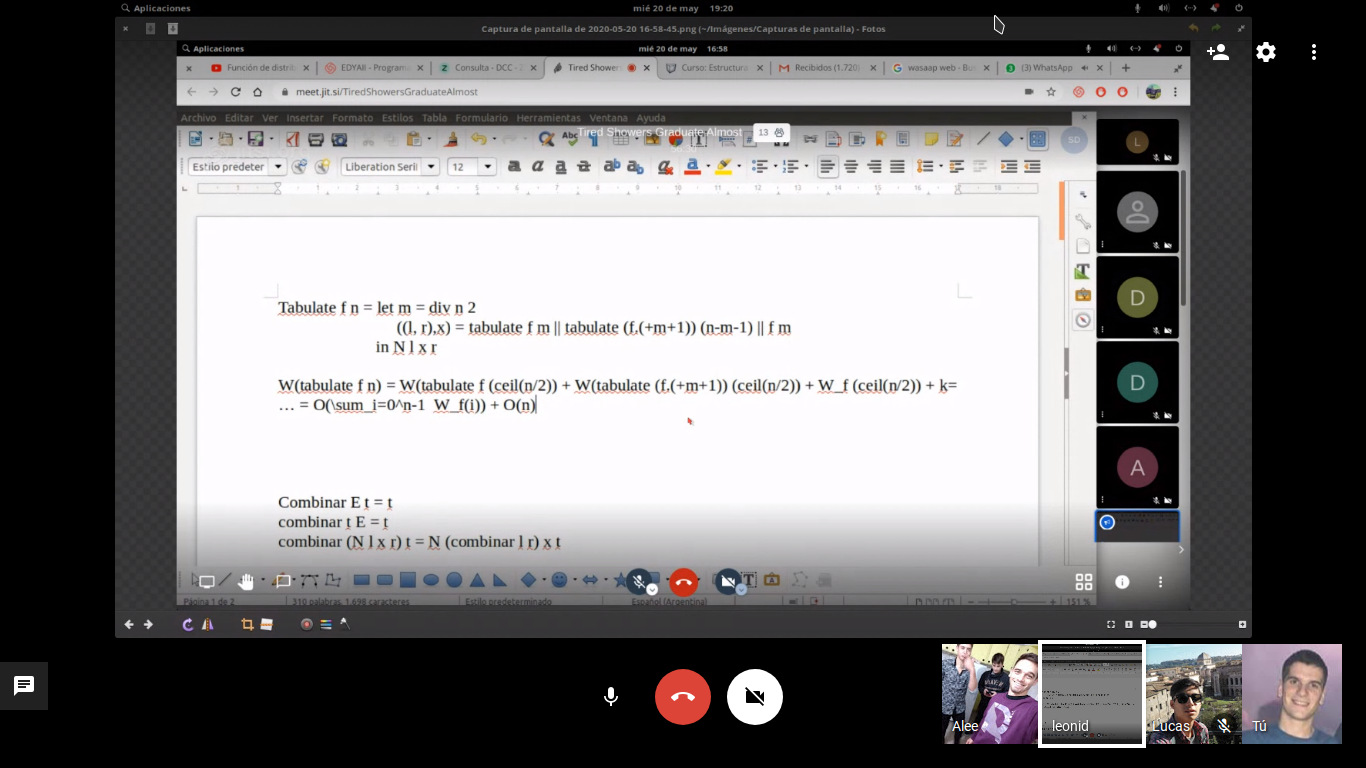 Aplicaciones
mié 20 de may 19:20
Captura de pantalla de 2020-05-20 16-58-45.png (~/Imágenes/Capturas de pantalla) - Fotos
Aplicaciones
mié 20 de may 16:58
Función de distrib
EDYAII - Programa
Consulta - DCC - 2
Tired Showers
Curso: Estructura
Recibidos (1.720) -
wasaap web - Bus
(3) WhatsApp
meet.jit.si/TiredShowersGraduateAlmost
Archivo Editar Ver Insertar Formato Estilos Tabla Formulario Herramientas Ventana Ayuda
Tired Showers Graduate Almost
13
SD
L
Estilo predeter
Liberation Seri
12
Tabulate f n = let m = div n 2
((l, r),x) = tabulate f m || tabulate (f.(+m+1)) (n-m-1) || f m
in N l x r
W(tabulate f n) = W(tabulate f (ceil(n/2)) + W(tabulate (f.(+m+1)) (ceil(n/2)) + W_f (ceil(n/2)) + k=
… = O(\sum_i=0^n-1 W_f(i)) + O(n)
D
D
A
Combinar E t = t
combinar t E = t
combinar (N l x r) t = N (combinar l r) x t
Página 1 de 2
310 palabras, 1.698 caracteres
Estilo predeterminado
Español (Argentina)
151 %
Alee
leonid
Lucas
Tú